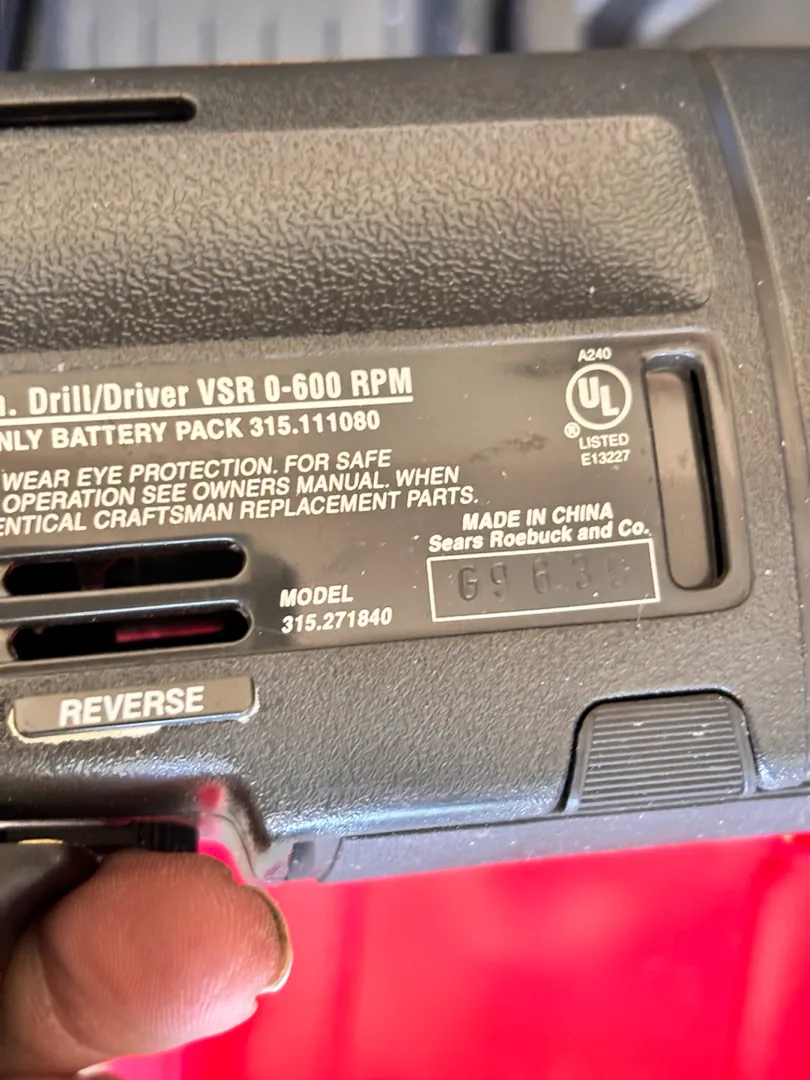 Drill/Driver VSR 0-600 RPM
BATTERY PACK 315.111080
WEAR EYE PROTECTION. FOR SAFE
OPERATION SEE OWNERS MANUAL. WHEN
CRAFTSMAN REPLACEMENT PARTS.
A240
UL
®
LISTED
E13227
MADE IN CHINA
Sears Roebuck and Co.
MODEL
315.271840
REVERSE